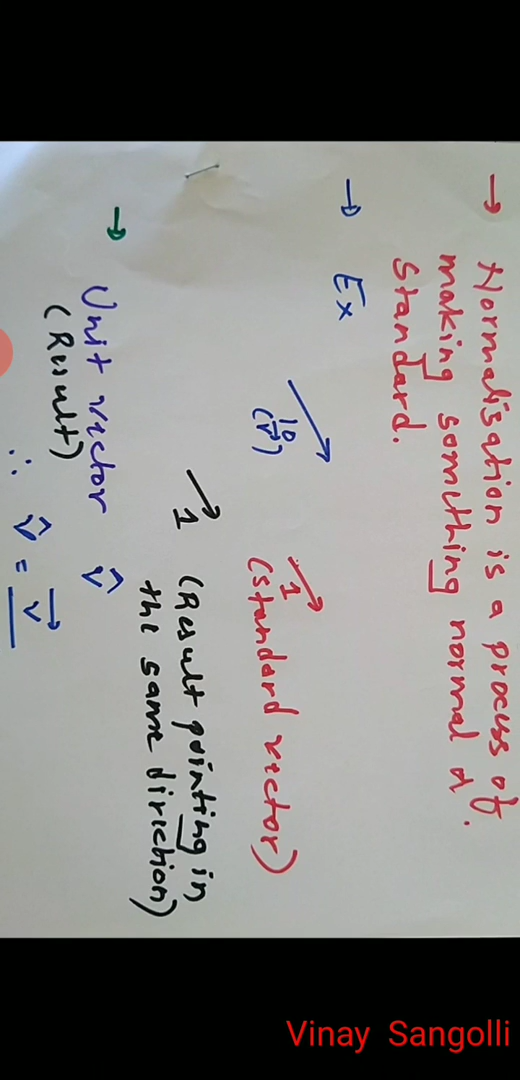 → Normalisation is a process of
making something normal or
standard.
→ Ex
10
(v⃗)
1
(standard vector)
1 (Result pointing in
the same direction)
→ Unit vector v̂
(Result)
∴ v̂ = v⃗
Vinay Sangolli